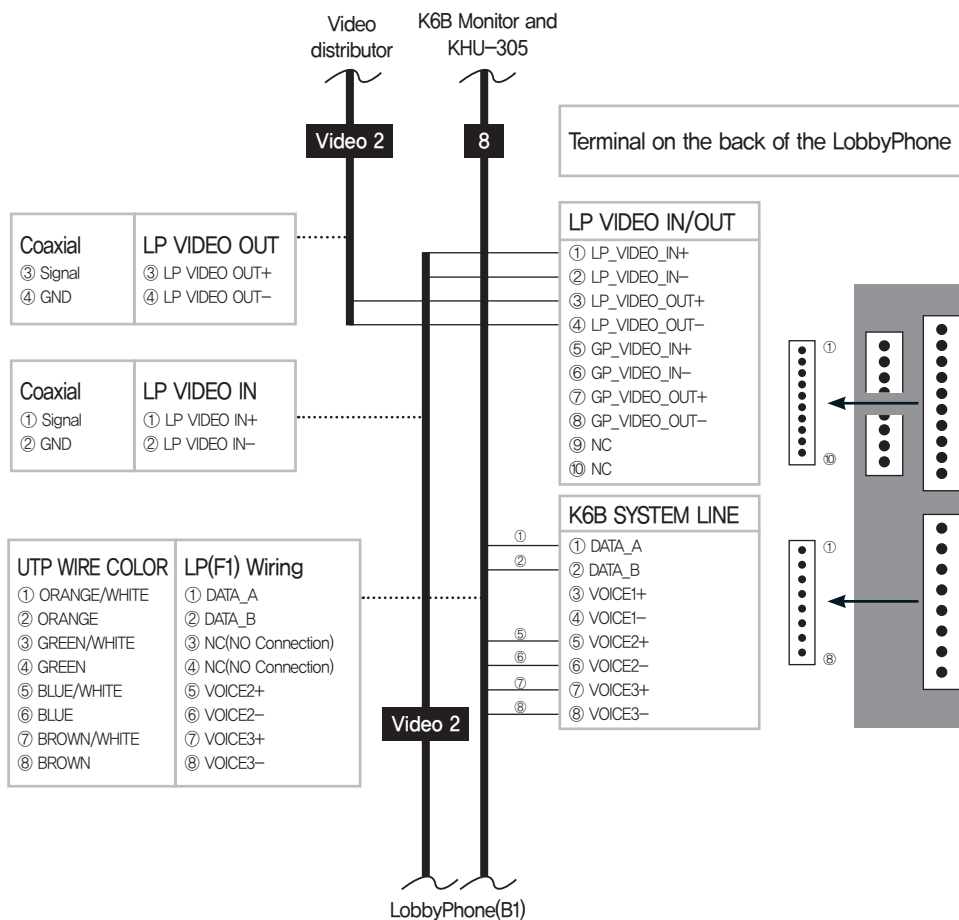 Video
distributor
K6B Monitor and
KHU-305
Video 2
8
Terminal on the back of the LobbyPhone
Coaxial
③ Signal
④ GND
LP VIDEO OUT
③ LP VIDEO OUT+
④ LP VIDEO OUT-
LP VIDEO IN/OUT
① LP_VIDEO_IN+
② LP_VIDEO_IN-
③ LP_VIDEO_OUT+
④ LP_VIDEO_OUT-
⑤ GP_VIDEO_IN+
⑥ GP_VIDEO_IN-
⑦ GP_VIDEO_OUT+
⑧ GP_VIDEO_OUT-
⑨ NC
⑩ NC
①
⑩
Coaxial
① Signal
② GND
LP VIDEO IN
① LP VIDEO IN+
② LP VIDEO IN-
K6B SYSTEM LINE
① DATA_A
② DATA_B
③ VOICE1+
④ VOICE1-
⑤ VOICE2+
⑥ VOICE2-
⑦ VOICE3+
⑧ VOICE3-
①
②
⑤
⑥
⑦
⑧
①
⑧
UTP WIRE COLOR
① ORANGE/WHITE
② ORANGE
③ GREEN/WHITE
④ GREEN
⑤ BLUE/WHITE
⑥ BLUE
⑦ BROWN/WHITE
⑧ BROWN
LP(F1) Wiring
① DATA_A
② DATA_B
③ NC(NO Connection)
④ NC(NO Connection)
⑤ VOICE2+
⑥ VOICE2-
⑦ VOICE3+
⑧ VOICE3-
Video 2
LobbyPhone(B1)